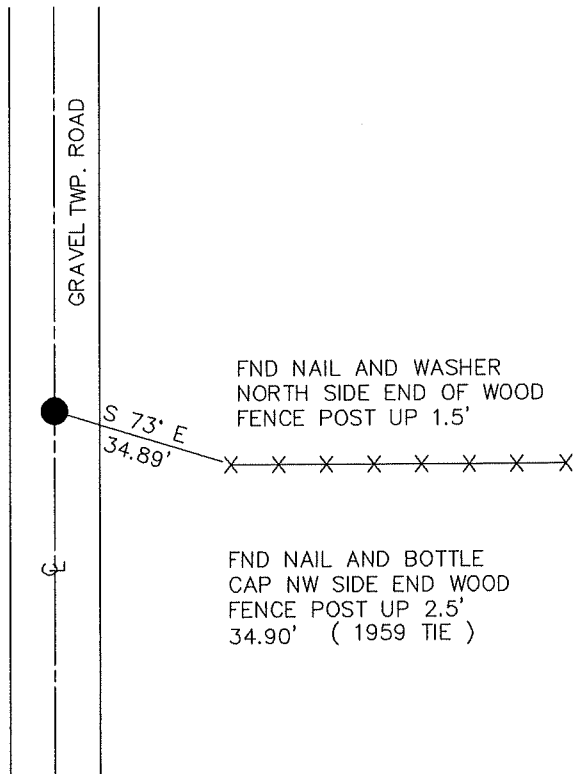 GRAVEL TWP. ROAD
FND NAIL AND WASHER
NORTH SIDE END OF WOOD
FENCE POST UP 1.5'
S 73° E
34.89'
FND NAIL AND BOTTLE
CAP NW SIDE END WOOD
FENCE POST UP 2.5'
34.90' ( 1959 TIE )
℄